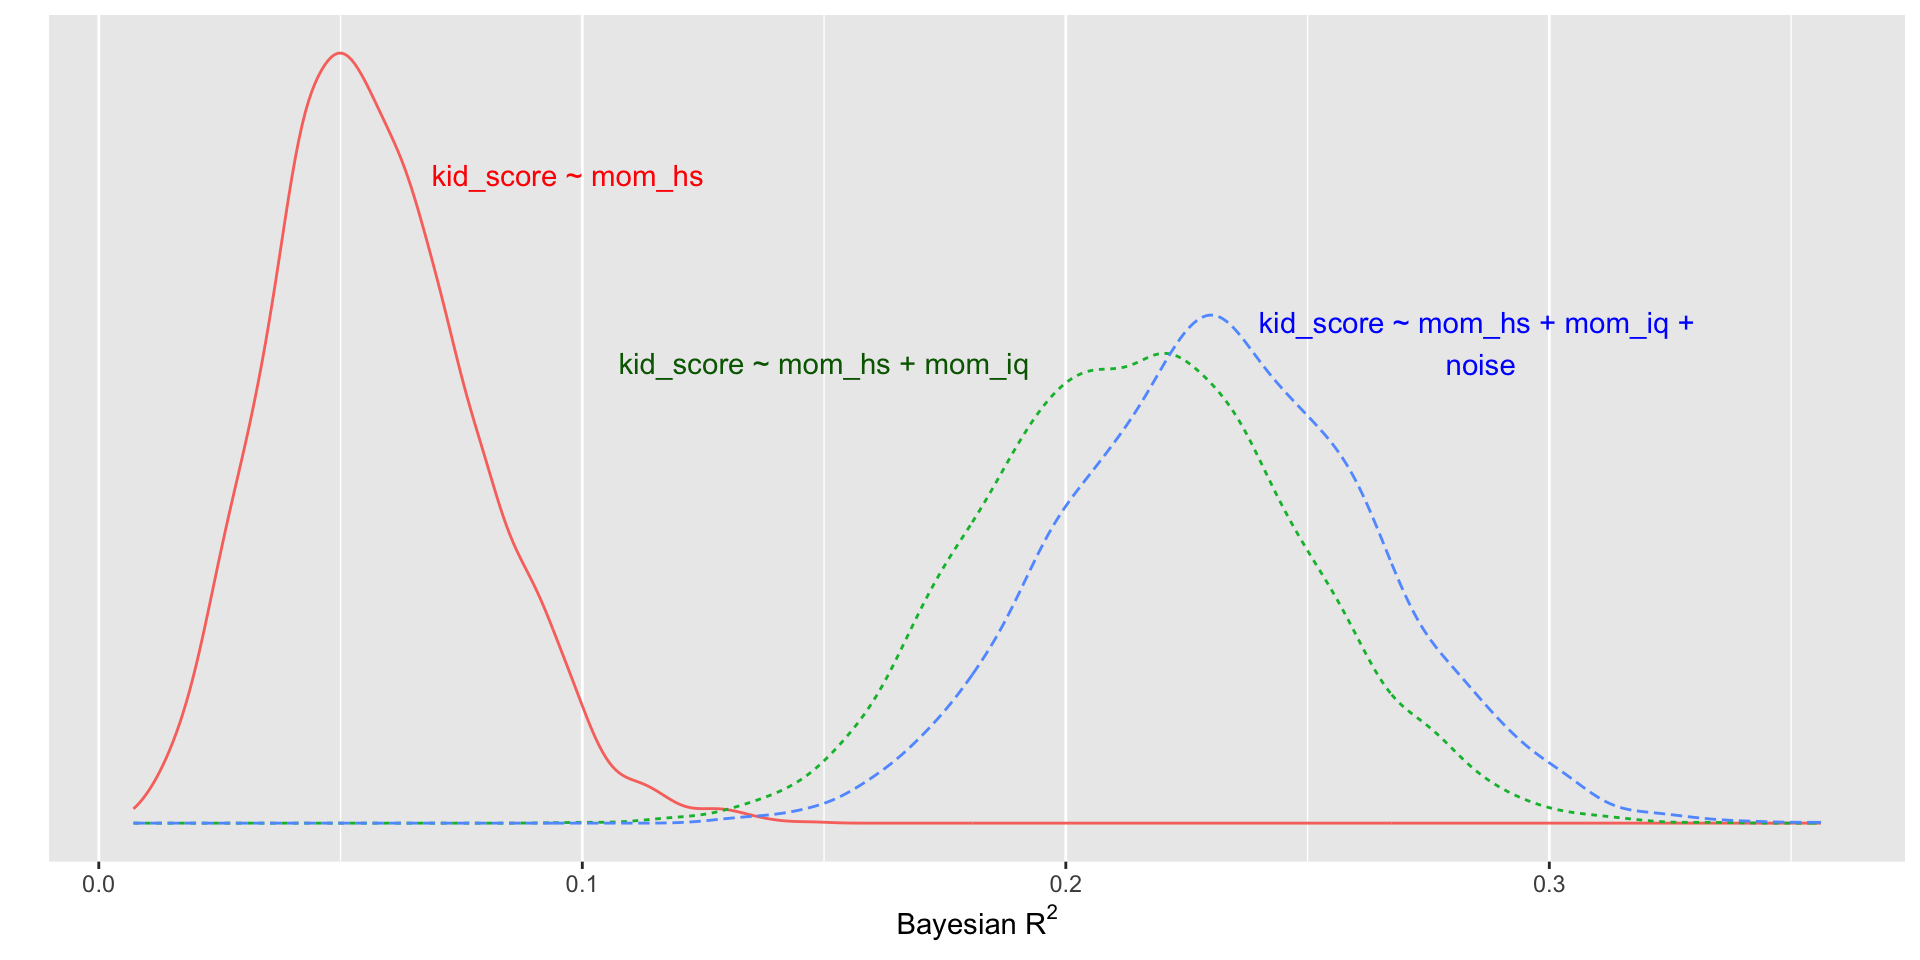 kid_score ~ mom_hs
kid_score ~ mom_hs + mom_iq +
noise
kid_score ~ mom_hs + mom_iq
0.0
0.1
0.2
0.3
Bayesian R²